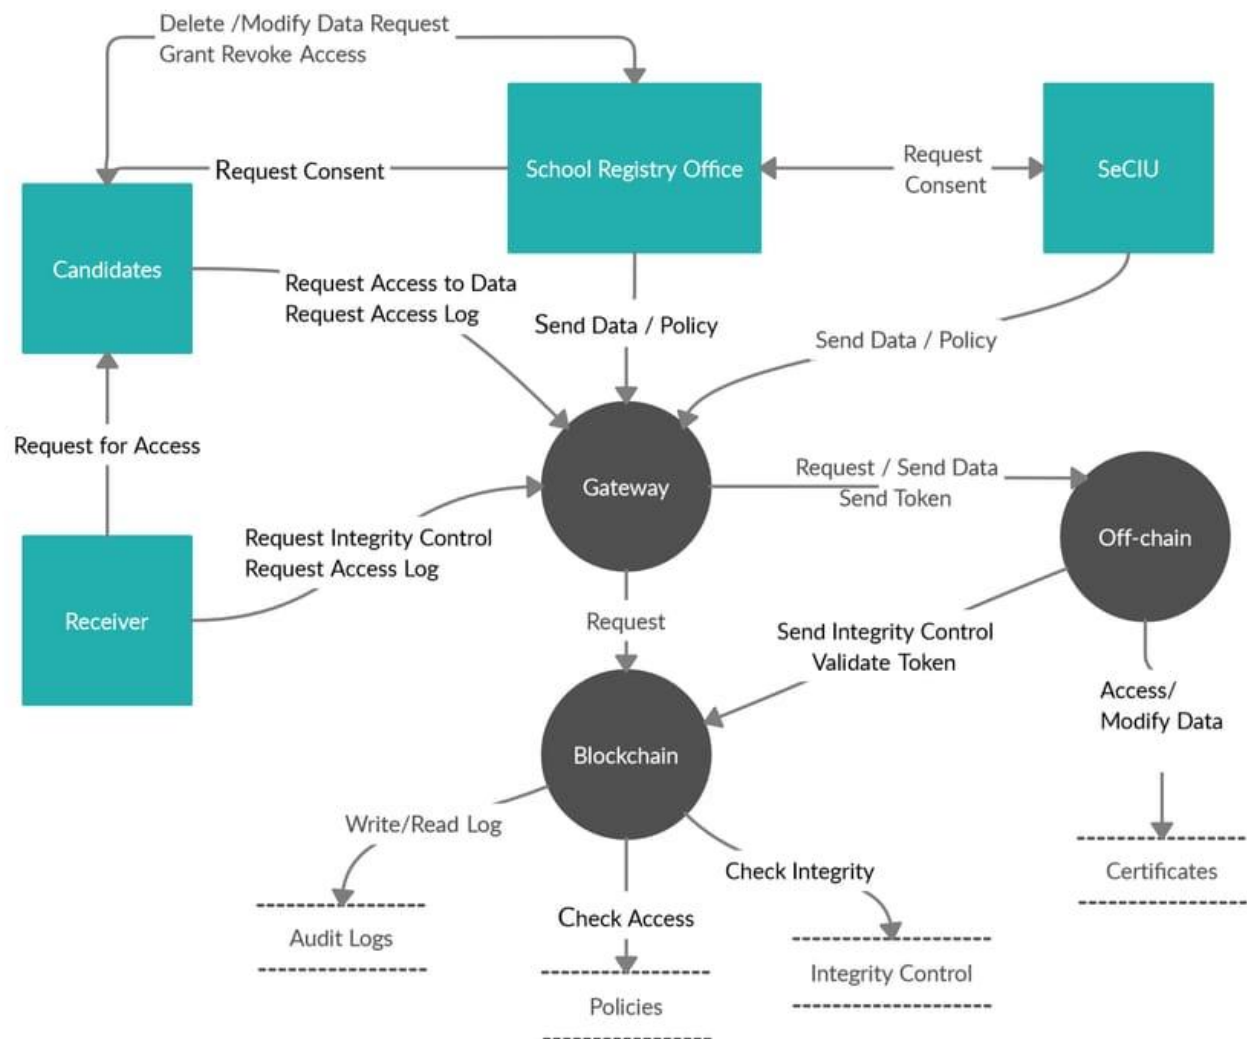 Delete /Modify Data Request
Grant Revoke Access
Request Consent
School Registry Office
Request
Consent
SeCIU
Candidates
Request Access to Data
Request Access Log
Send Data / Policy
Send Data / Policy
Request for Access
Gateway
Request / Send Data
Send Token
Off-chain
Request Integrity Control
Request Access Log
Receiver
Request
Send Integrity Control
Validate Token
Access/
Modify Data
Blockchain
Write/Read Log
Check Integrity
Certificates
Check Access
Audit Logs
Integrity Control
Policies